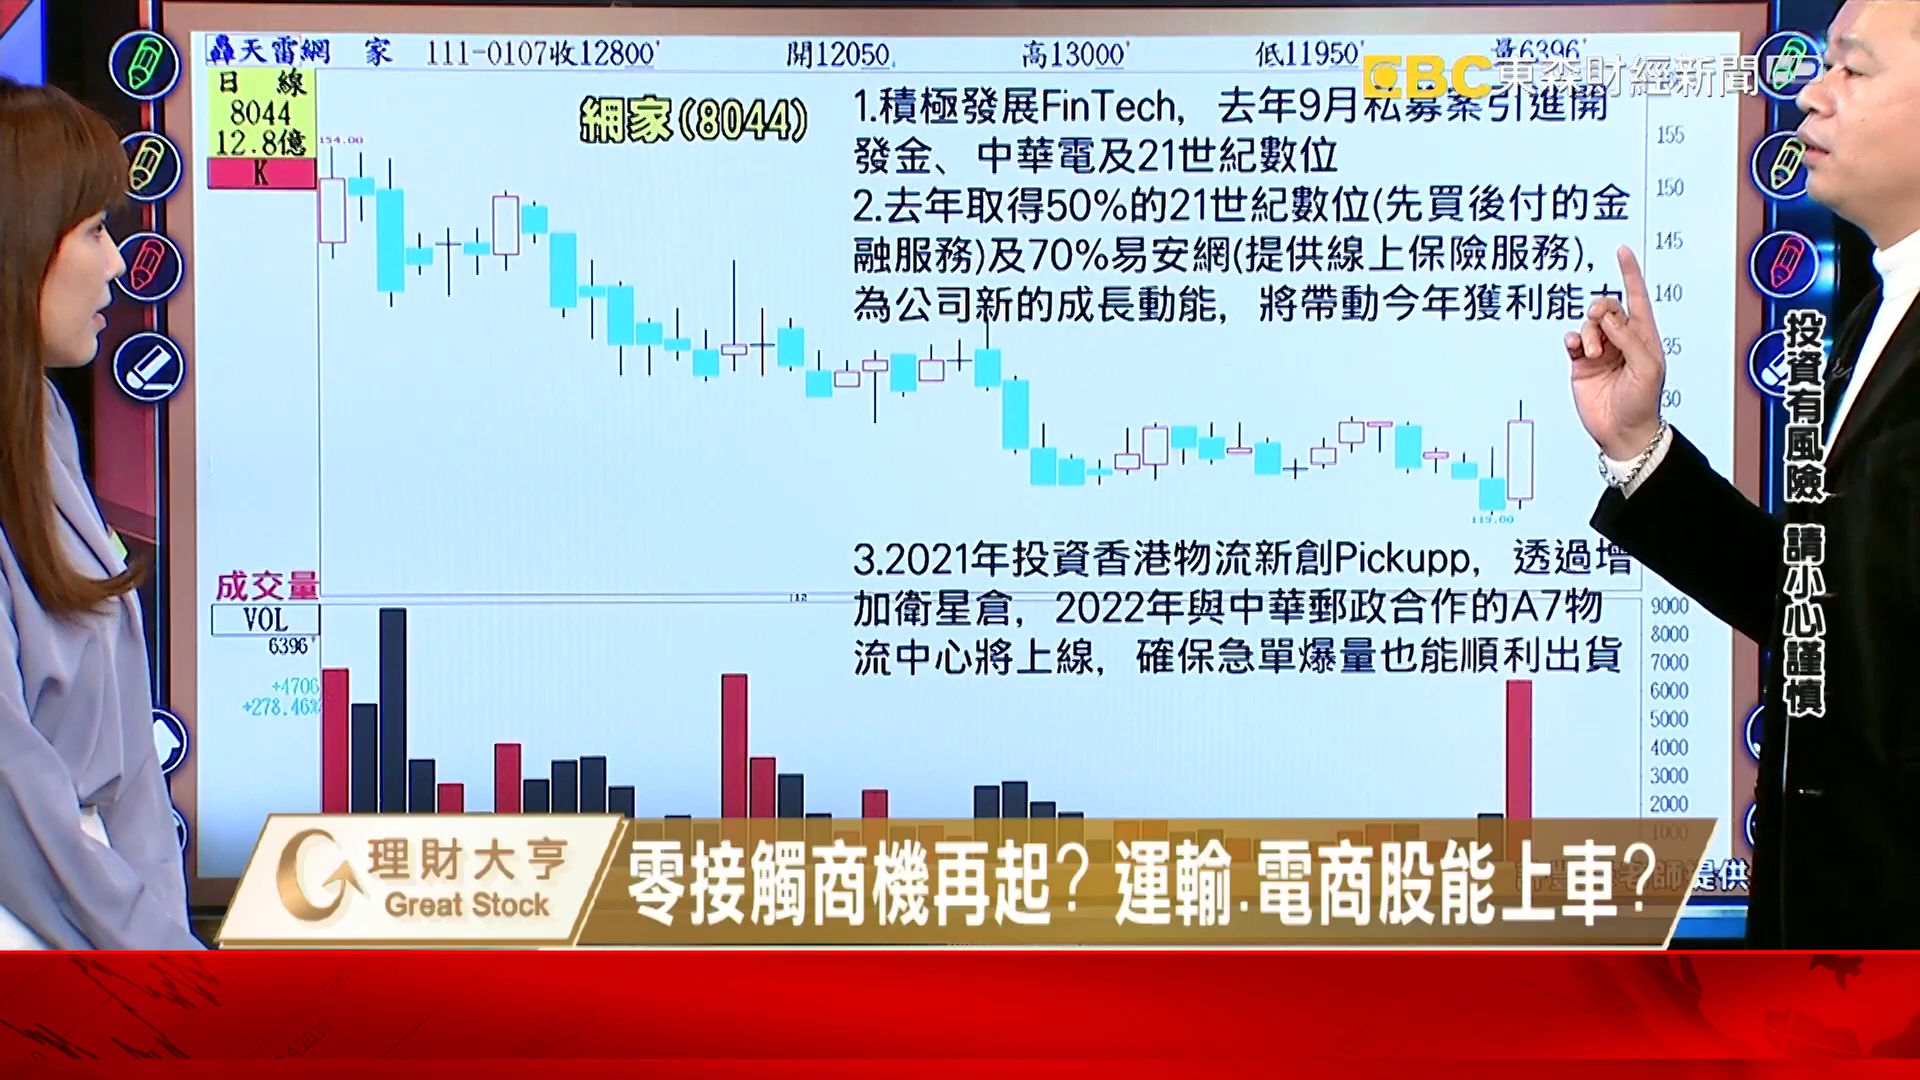 轟天雷網 家 111-0107收12800' 開12050. 高13000' 低11950' 量6396'
EBC東森財經新聞
日 線
8044
12.8億
K
154.00
網家(8044)
1.積極發展FinTech, 去年9月私募案引進開
發金、中華電及21世紀數位
2.去年取得50%的21世紀數位(先買後付的金
融服務)及70%易安網(提供線上保險服務),
為公司新的成長動能, 將帶動今年獲利能力
155
150
145
140
35
30
119.00
3.2021年投資香港物流新創Pickupp, 透過增
加衛星倉, 2022年與中華郵政合作的A7物
流中心將上線, 確保急單爆量也能順利出貨
成交量
VOL
6396'
+4706
+278.46%
12
9000
8000
7000
6000
5000
4000
3000
2000
1000
投資有風險 請小心謹慎
理財大亨
Great Stock
零接觸商機再起? 運輸.電商股能上車?
老師提供